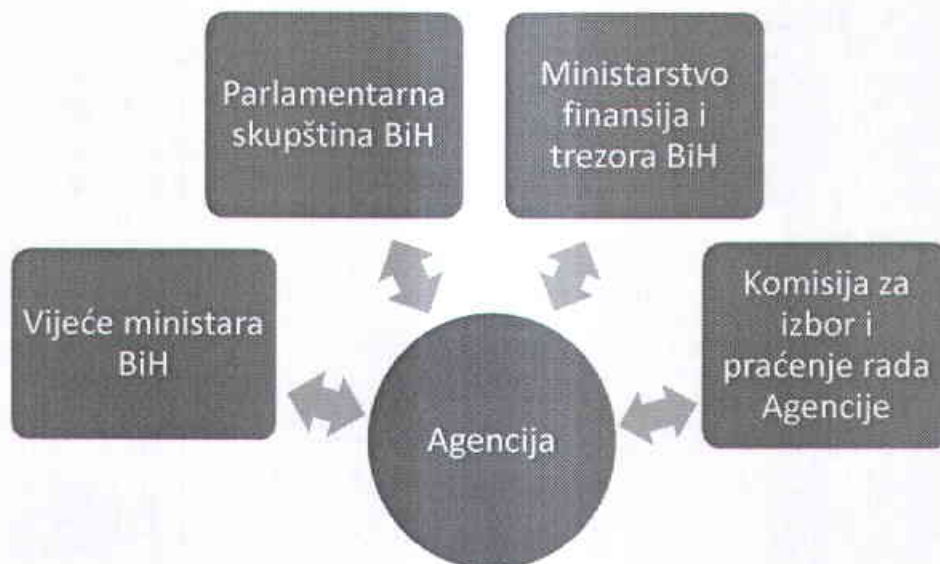 Parlamentarna
skupština BiH
Ministarstvo
finansija i
trezora BiH
Vijeće ministara
BiH
Komisija za
izbor i
praćenje rada
Agencije
Agencija